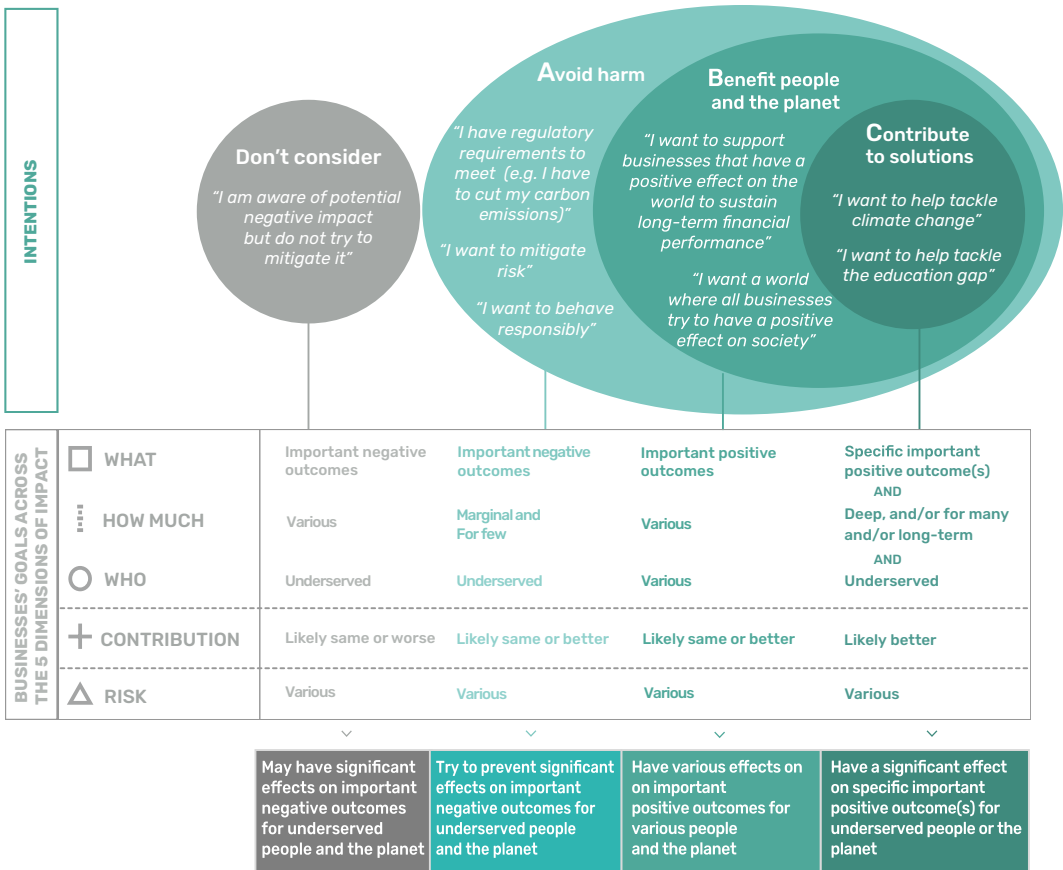 INTENTIONS
Don't consider
“I am aware of potential
negative impact
but do not try to
mitigate it”
Avoid harm
“I have regulatory
requirements to
meet (e.g. I have
to cut my carbon
emissions)”
“I want to mitigate
risk”
“I want to behave
responsibly”
Benefit people
and the planet
“I want to support
businesses that have a
positive effect on the
world to sustain
long-term financial
performance”
“I want a world
where all businesses
try to have a positive
effect on society”
Contribute
to solutions
“I want to help tackle
climate change”
“I want to help tackle
the education gap”
BUSINESSES’ GOALS ACROSS
THE 5 DIMENSIONS OF IMPACT
WHAT
Important negative
outcomes
Important negative
outcomes
Important positive
outcomes
Specific important
positive outcome(s)
AND
HOW MUCH
Various
Marginal and
For few
Various
Deep, and/or for many
and/or long-term
AND
WHO
Underserved
Underserved
Various
Underserved
CONTRIBUTION
Likely same or worse
Likely same or better
Likely same or better
Likely better
RISK
Various
Various
Various
Various
May have significant
effects on important
negative outcomes
for underserved
people and the planet
Try to prevent significant
effects on important
negative outcomes for
underserved people
and the planet
Have various effects on
on important
positive outcomes for
various people
and the planet
Have a significant effect
on specific important
positive outcome(s) for
underserved people or the
planet